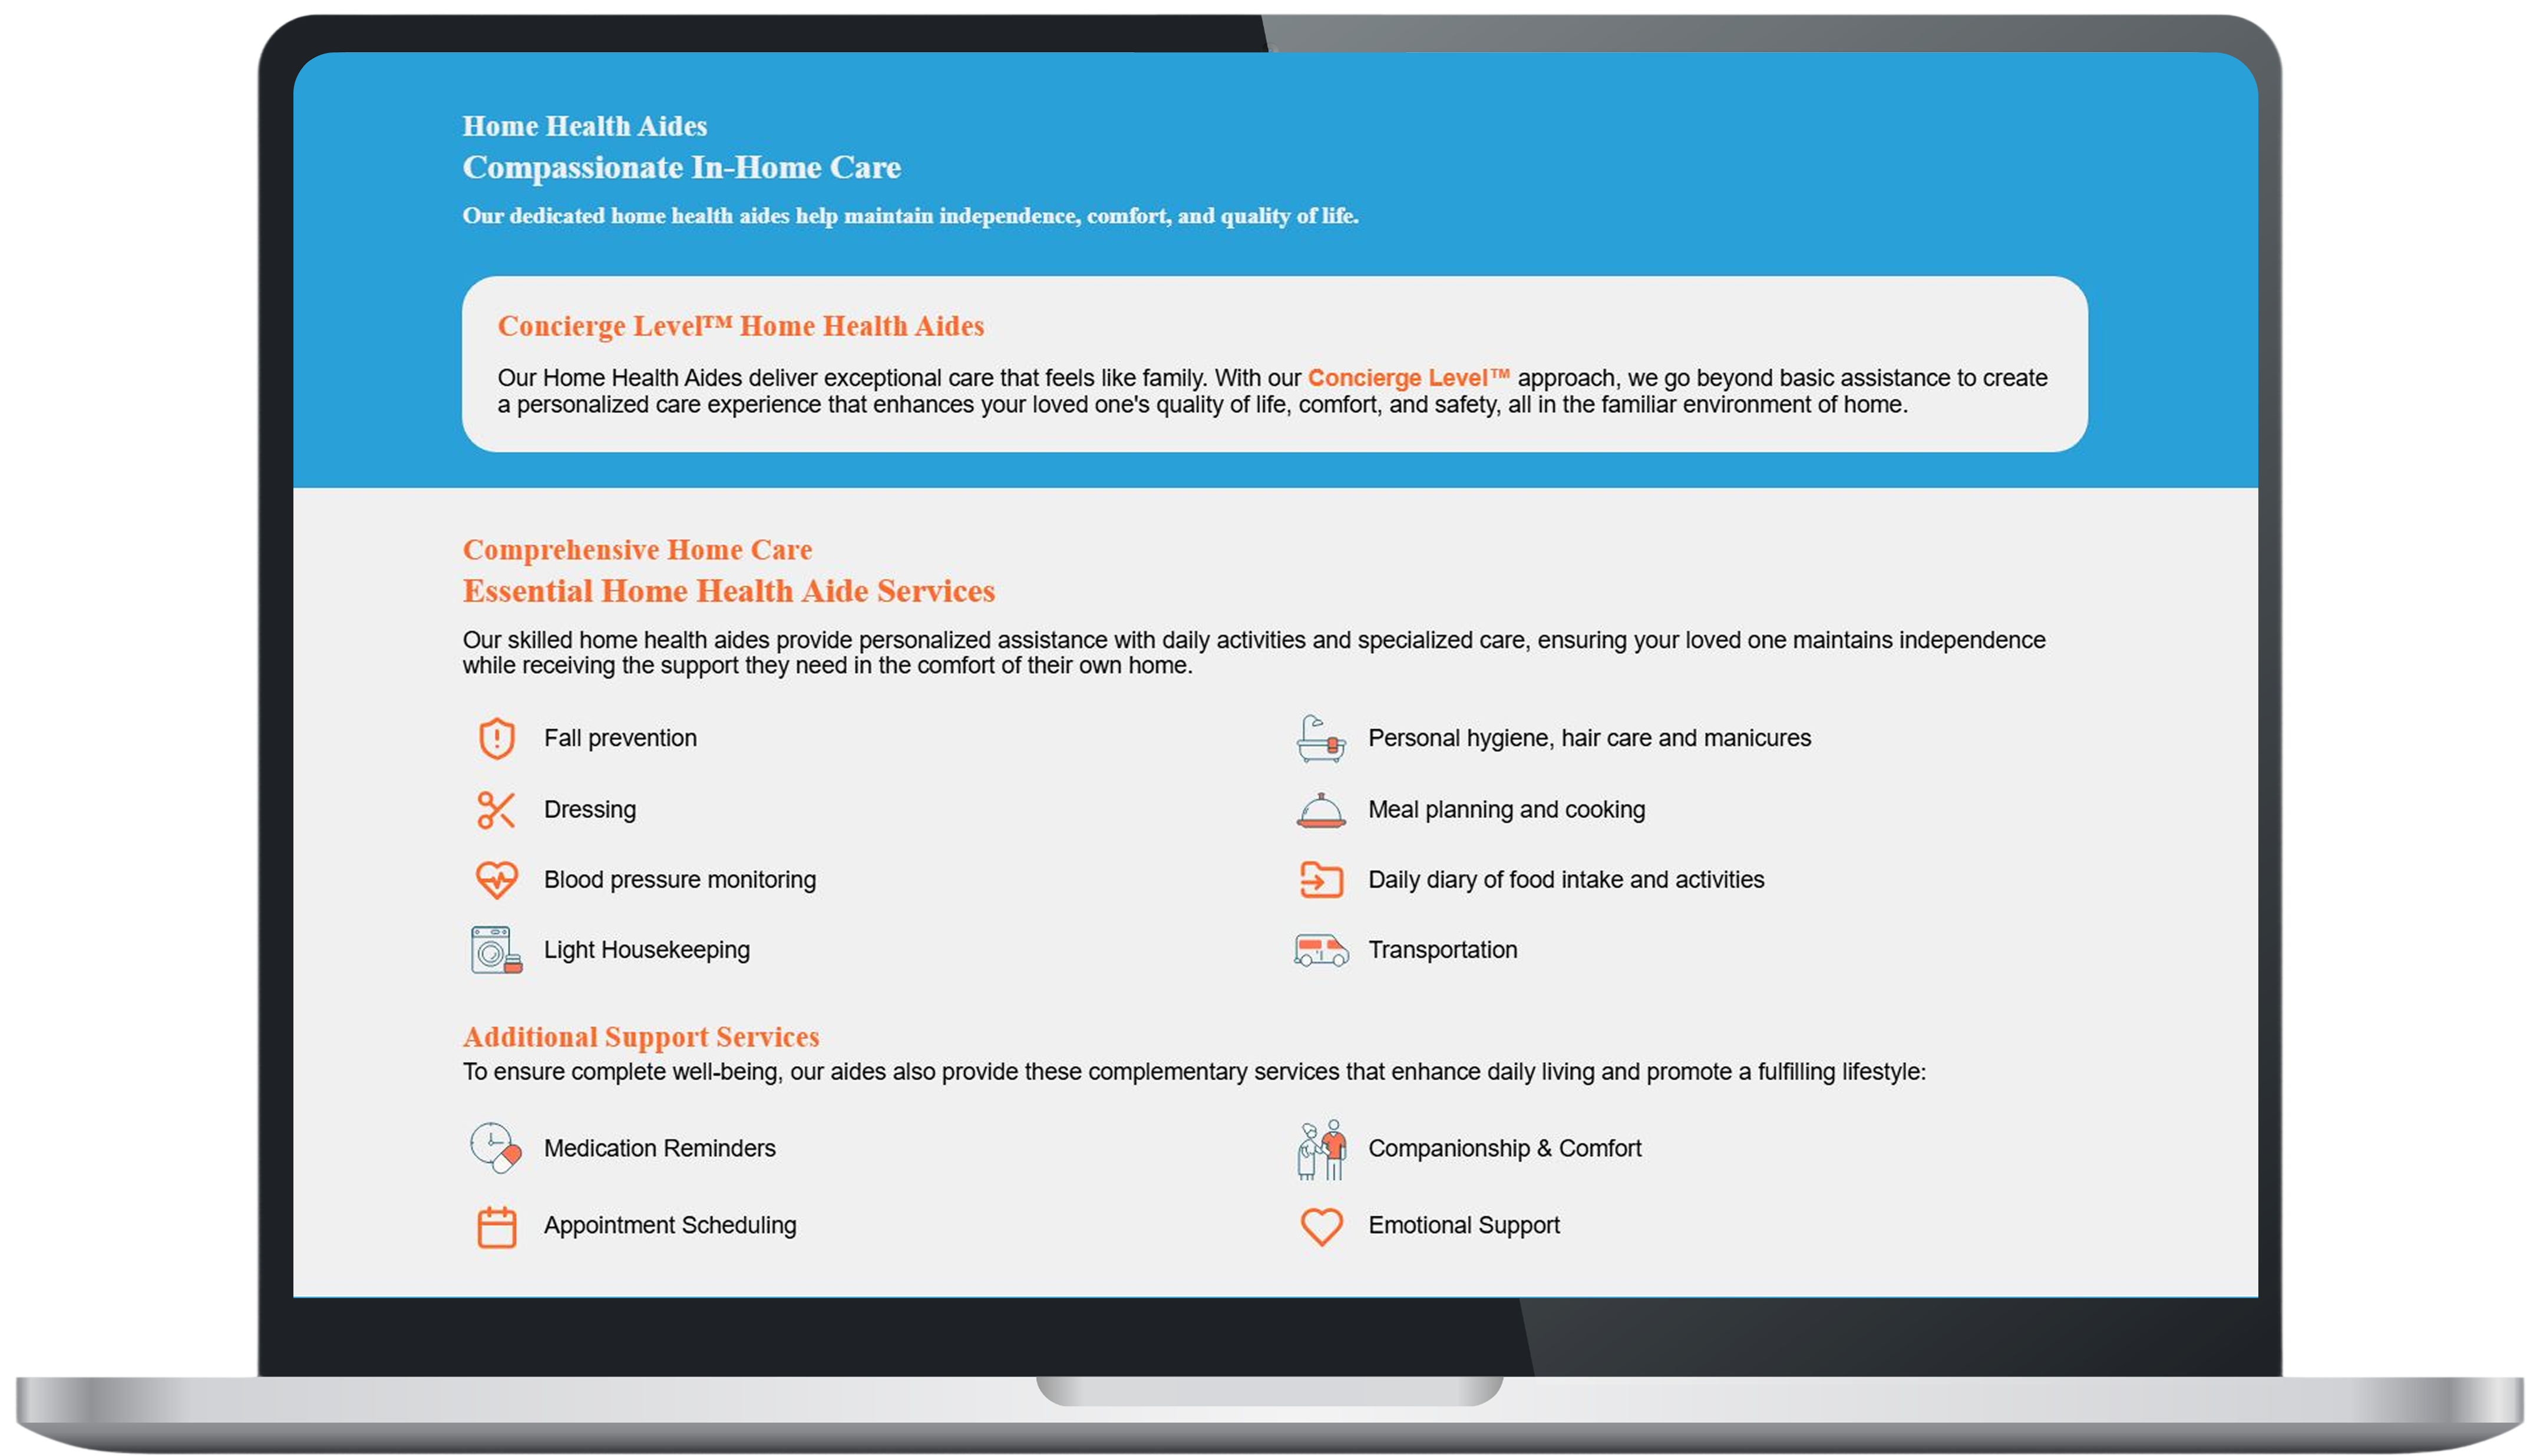 Home Health Aides
Compassionate In-Home Care
Our dedicated home health aides help maintain independence, comfort, and quality of life.
Concierge Level™ Home Health Aides
Our Home Health Aides deliver exceptional care that feels like family. With our Concierge Level™ approach, we go beyond basic assistance to create
a personalized care experience that enhances your loved one's quality of life, comfort, and safety, all in the familiar environment of home.
Comprehensive Home Care
Essential Home Health Aide Services
Our skilled home health aides provide personalized assistance with daily activities and specialized care, ensuring your loved one maintains independence
while receiving the support they need in the comfort of their own home.
Fall prevention
Personal hygiene, hair care and manicures
Dressing
Meal planning and cooking
Blood pressure monitoring
Daily diary of food intake and activities
Light Housekeeping
Transportation
Additional Support Services
To ensure complete well-being, our aides also provide these complementary services that enhance daily living and promote a fulfilling lifestyle:
Medication Reminders
Companionship & Comfort
Appointment Scheduling
Emotional Support